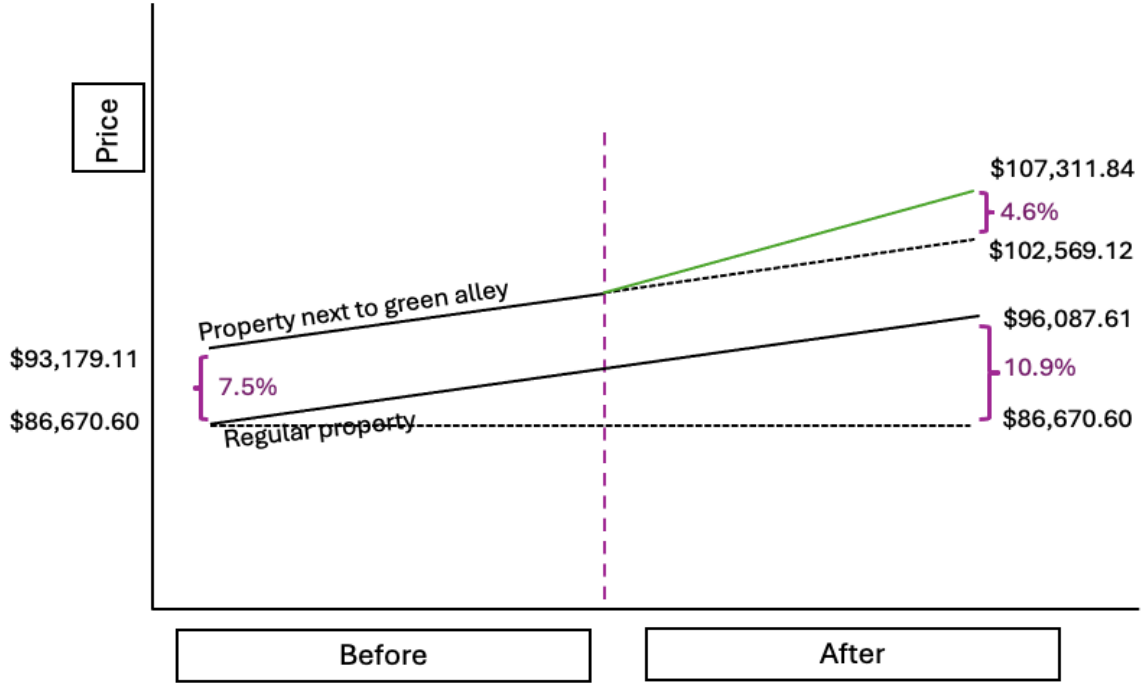 Price
$107,311.84
4.6%
$102,569.12
Property next to green alley
$96,087.61
$93,179.11
7.5%
10.9%
$86,670.60
Regular property
$86,670.60
Before
After